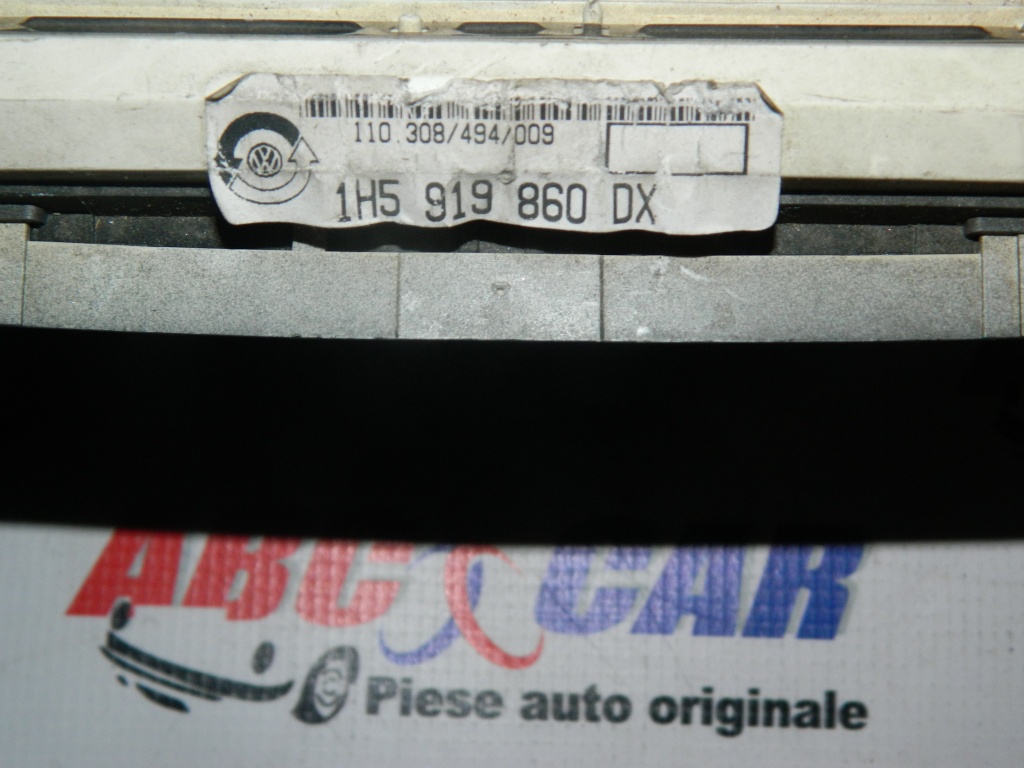 110.308/494/009
1H5 919 860 DX
ABC CAR
Piese auto originale